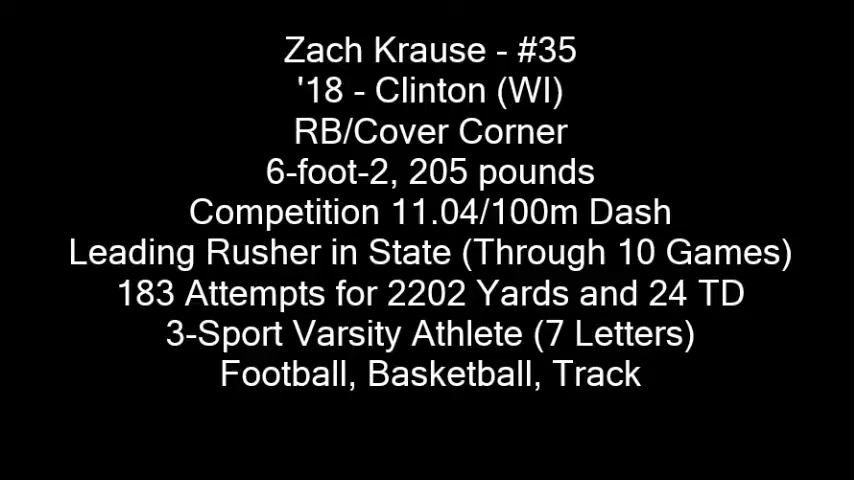 Zach Krause - #35
'18 - Clinton (WI)
RB/Cover Corner
6-foot-2, 205 pounds
Competition 11.04/100m Dash
Leading Rusher in State (Through 10 Games)
183 Attempts for 2202 Yards and 24 TD
3-Sport Varsity Athlete (7 Letters)
Football, Basketball, Track